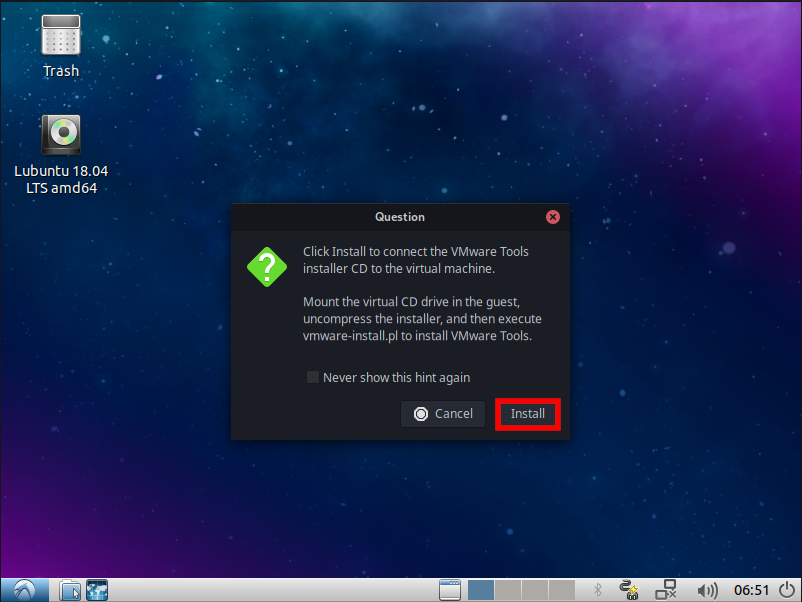 Trash
Lubuntu 18.04
LTS amd64
Question
Click Install to connect the VMware Tools
installer CD to the virtual machine.
Mount the virtual CD drive in the guest,
uncompress the installer, and then execute
vmware-install.pl to install VMware Tools.
Never show this hint again
Cancel
Install
06:51